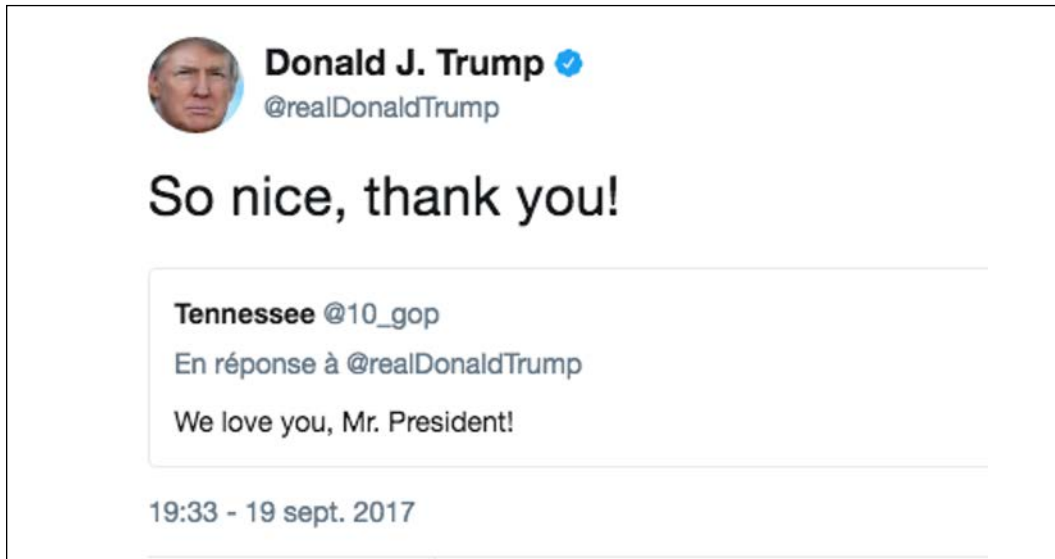 Donald J. Trump
@realDonaldTrump
So nice, thank you!
Tennessee @10_gop
En réponse à @realDonaldTrump
We love you, Mr. President!
19:33 - 19 sept. 2017